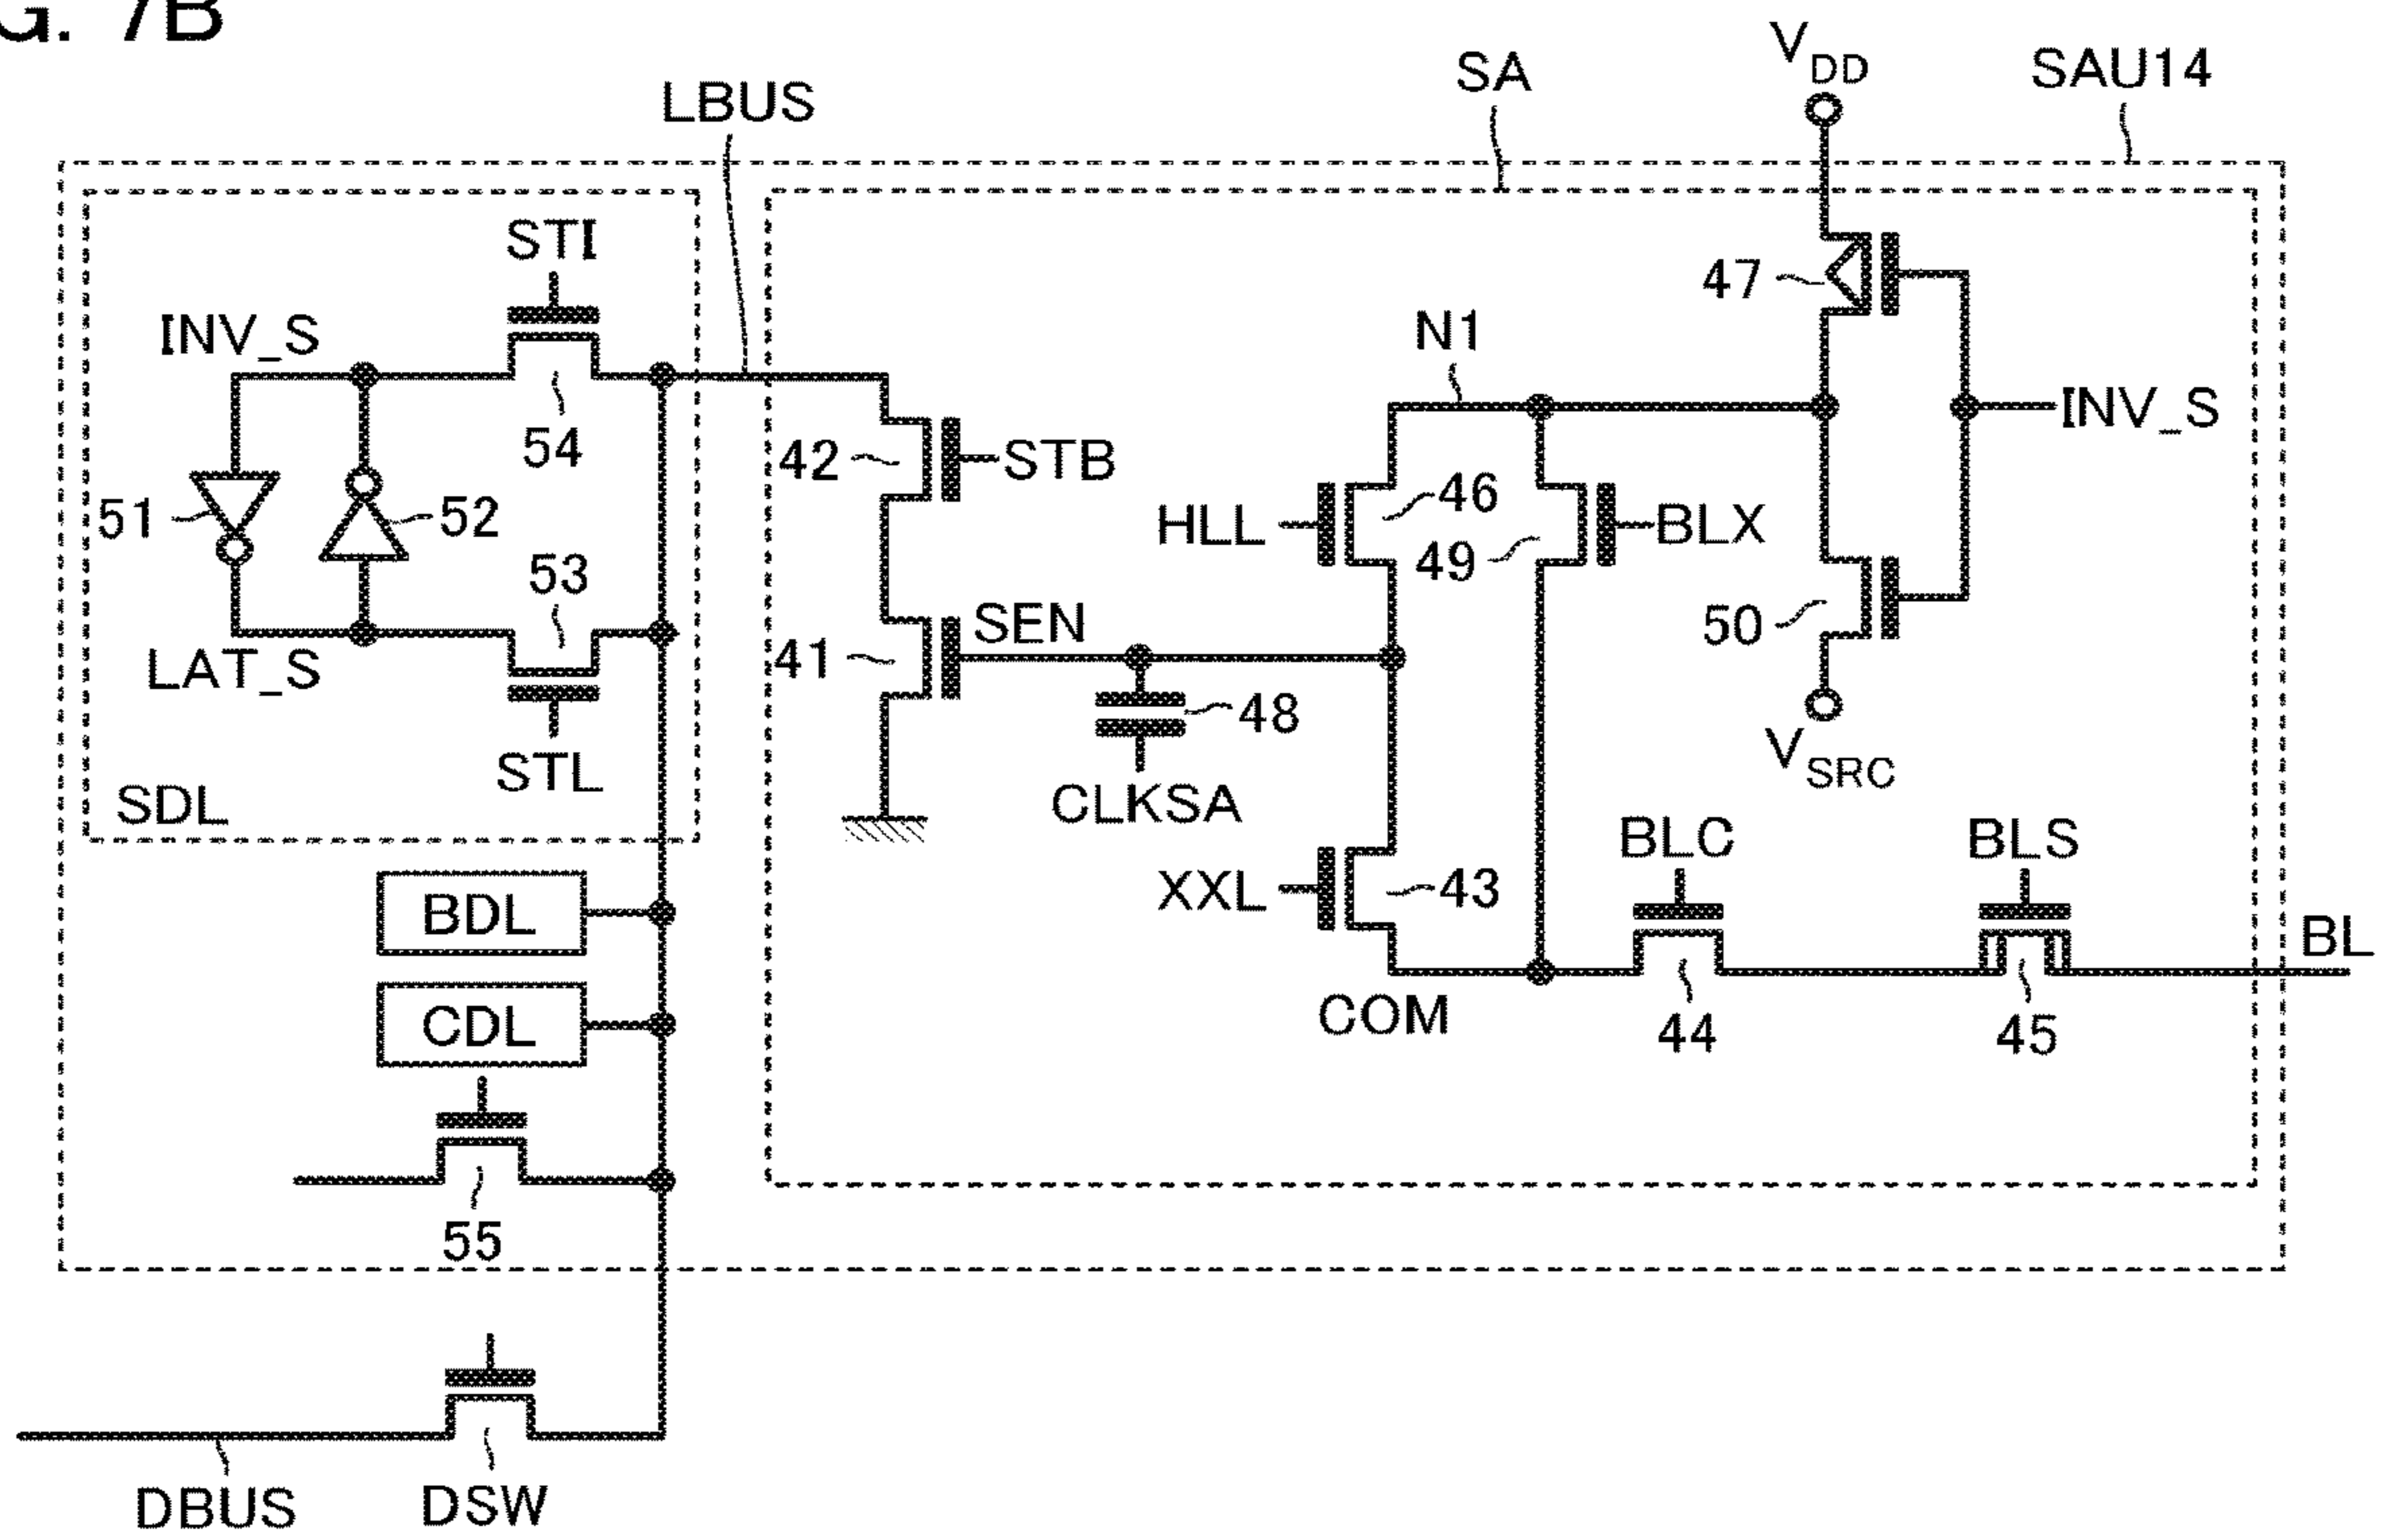 G. 7B
V DD
SA
SAU14
LBUS
STI
47
INV_S
N1
INV_S
54
42
STB
46
51
52
HLL
49
BLX
53
SEN
50
41
LAT_S
48
STL
V SRC
SDL
CLKSA
BLC
BLS
XXL
43
BDL
BL
CDL
COM
44
45
55
DBUS
DSW